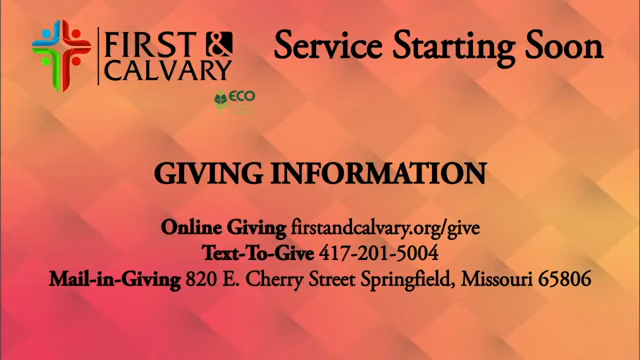 FIRST &
CALVARY
ECO
Service Starting Soon
GIVING INFORMATION
Online Giving firstandcalvary.org/give
Text-To-Give 417-201-5004
Mail-in-Giving 820 E. Cherry Street Springfield, Missouri 65806